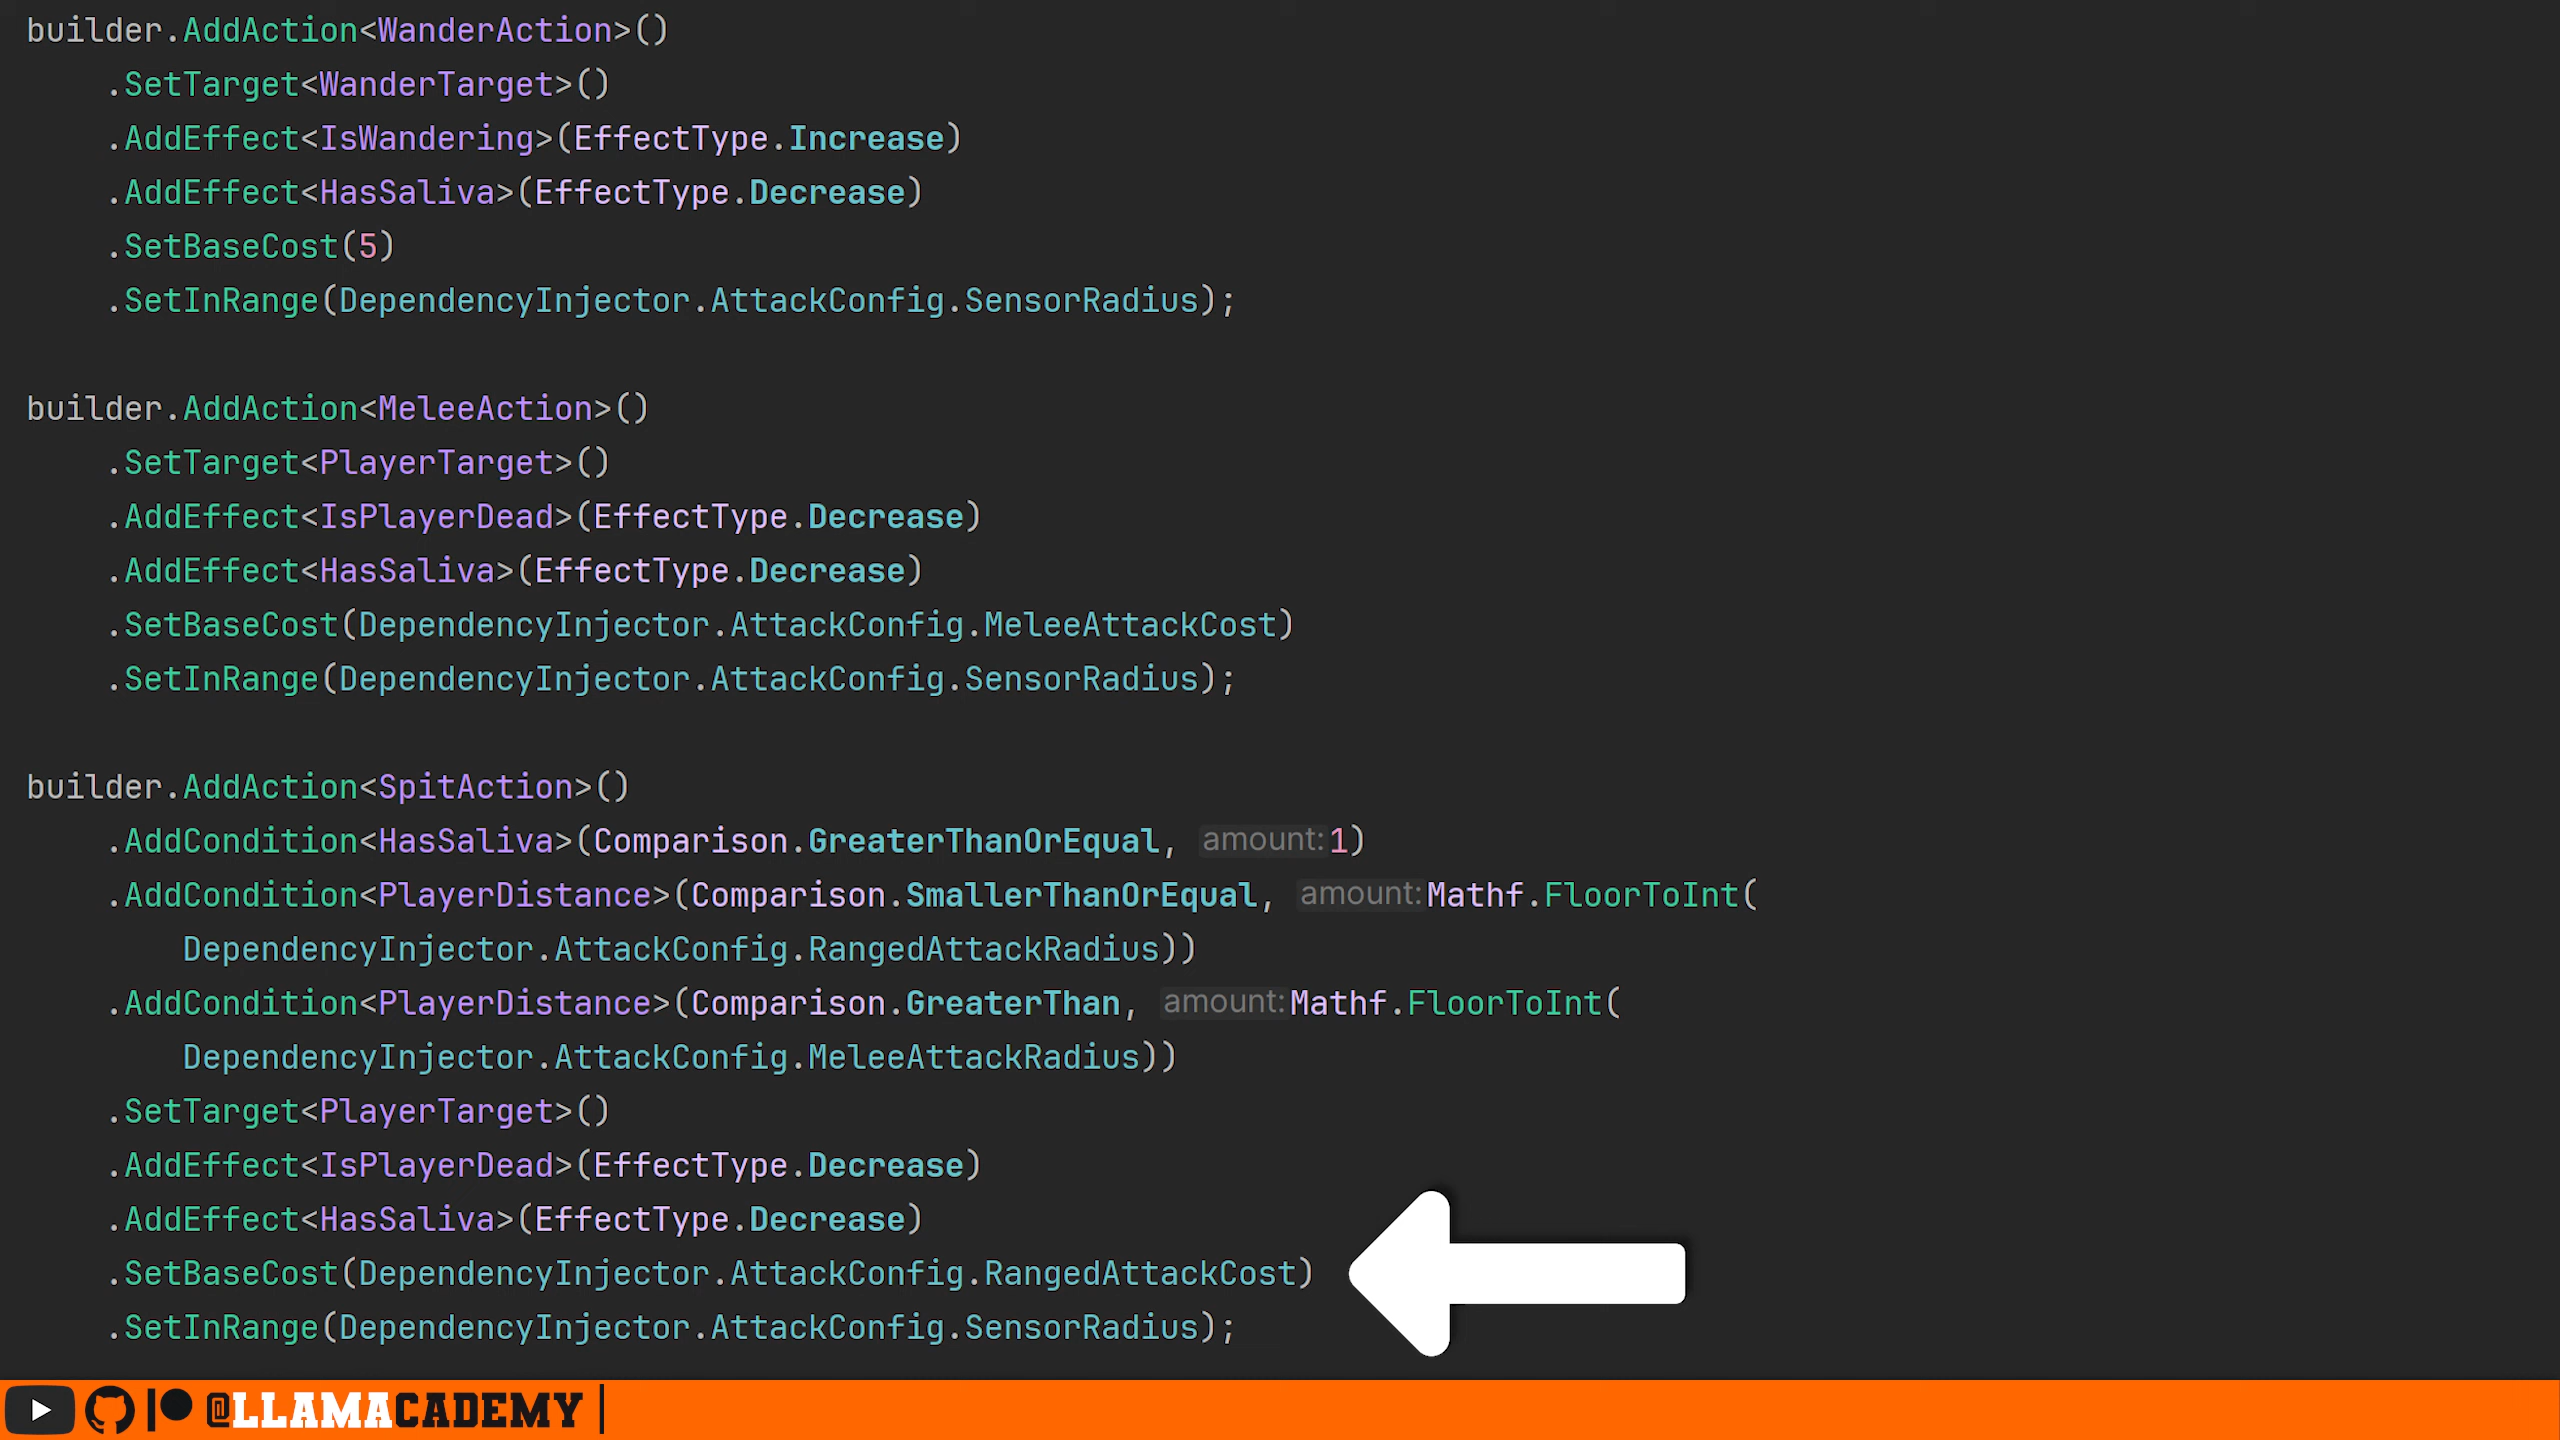 builder.AddAction<WanderAction>()
    .SetTarget<WanderTarget>()
    .AddEffect<IsWandering>(EffectType.Increase)
    .AddEffect<HasSaliva>(EffectType.Decrease)
    .SetBaseCost(5)
    .SetInRange(DependencyInjector.AttackConfig.SensorRadius);

builder.AddAction<MeleeAction>()
    .SetTarget<PlayerTarget>()
    .AddEffect<IsPlayerDead>(EffectType.Decrease)
    .AddEffect<HasSaliva>(EffectType.Decrease)
    .SetBaseCost(DependencyInjector.AttackConfig.MeleeAttackCost)
    .SetInRange(DependencyInjector.AttackConfig.SensorRadius);

builder.AddAction<SpitAction>()
    .AddCondition<HasSaliva>(Comparison.GreaterThanOrEqual, amount:1)
    .AddCondition<PlayerDistance>(Comparison.SmallerThanOrEqual, amount:Mathf.FloorToInt(
        DependencyInjector.AttackConfig.RangedAttackRadius))
    .AddCondition<PlayerDistance>(Comparison.GreaterThan, amount:Mathf.FloorToInt(
        DependencyInjector.AttackConfig.MeleeAttackRadius))
    .SetTarget<PlayerTarget>()
    .AddEffect<IsPlayerDead>(EffectType.Decrease)
    .AddEffect<HasSaliva>(EffectType.Decrease)
    .SetBaseCost(DependencyInjector.AttackConfig.RangedAttackCost)
    .SetInRange(DependencyInjector.AttackConfig.SensorRadius);
@LLAMACADEMY